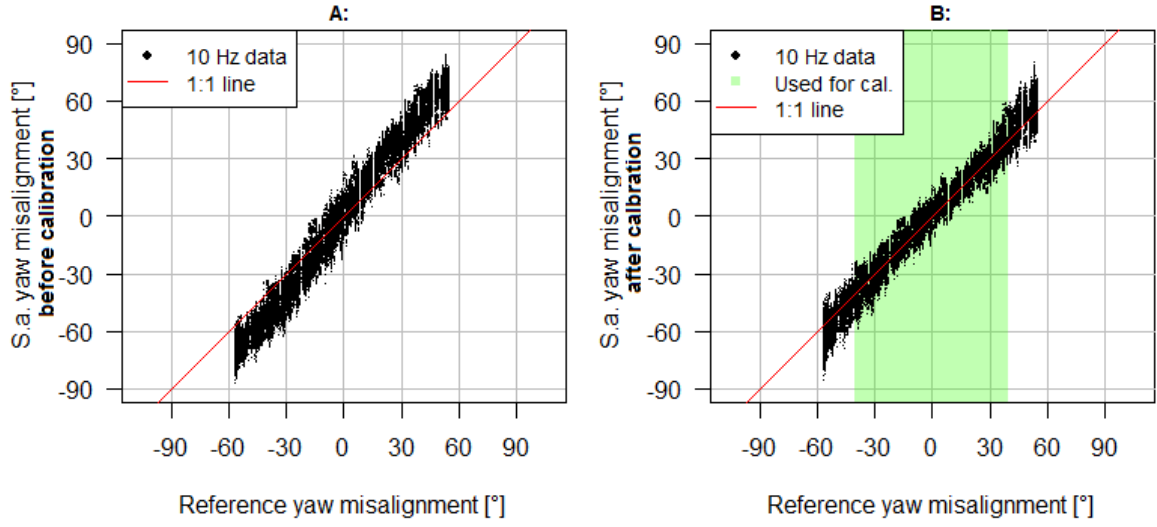 A:
10 Hz data
1:1 line
S.a. yaw misalignment [°]
before calibration
90
60
30
0
-30
-60
-90
-90 -60 -30 0 30 60 90
Reference yaw misalignment [°]
B:
10 Hz data
Used for cal.
1:1 line
S.a. yaw misalignment [°]
after calbration
90
60
30
0
-30
-60
-90
-90 -60 -30 0 30 60 90
Reference yaw misalignment [°]